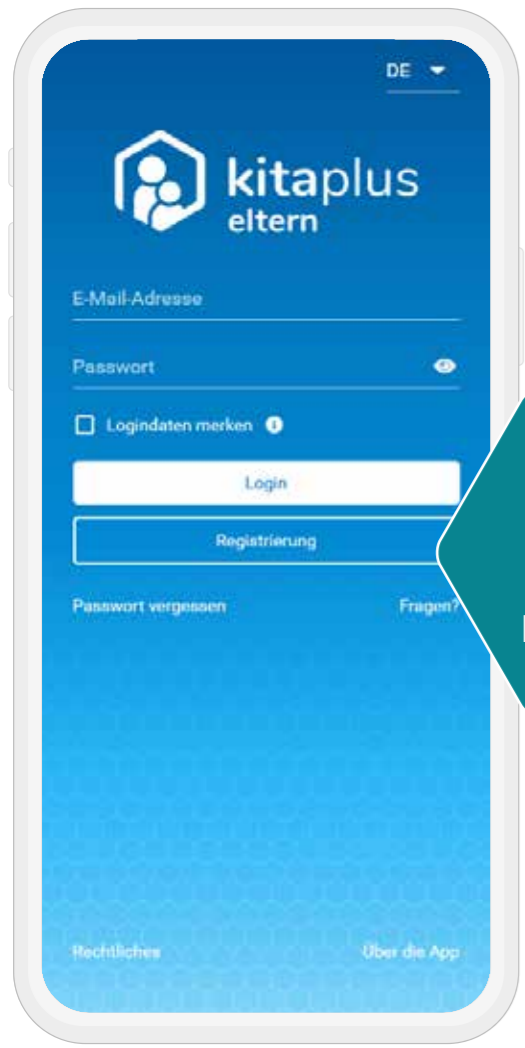 DE
kitaplus
eltern
E-Mail-Adresse
Passwort
Logindaten merken
Login
Registrierung
Passwort vergessen Fragen?
Rechtliches Über die App